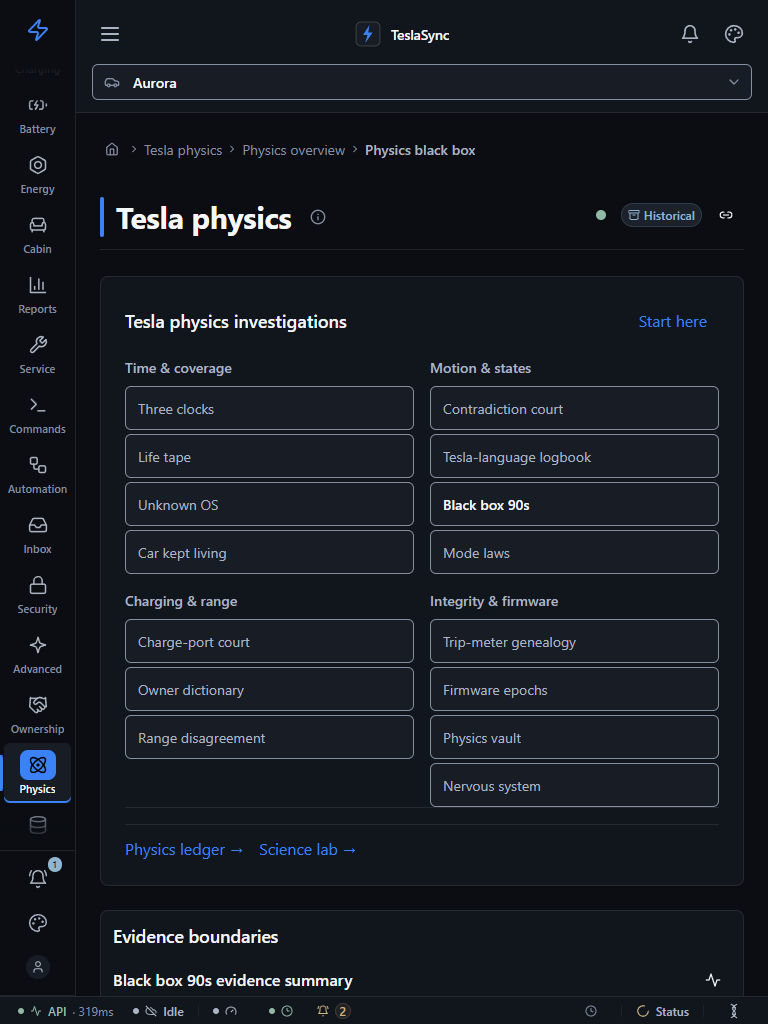 TeslaSync
Aurora
Charging
Battery
Energy
Cabin
Reports
Service
Commands
Automation
Inbox
Security
Advanced
Ownership
Physics
1
Tesla physics > Physics overview > Physics black box
Tesla physics
Historical
Tesla physics investigations
Start here
Time & coverage
Three clocks
Life tape
Unknown OS
Car kept living
Motion & states
Contradiction court
Tesla-language logbook
Black box 90s
Mode laws
Charging & range
Charge-port court
Owner dictionary
Range disagreement
Integrity & firmware
Trip-meter genealogy
Firmware epochs
Physics vault
Nervous system
Physics ledger → Science lab →
Evidence boundaries
Black box 90s evidence summary
API · 319ms Idle 2 Status